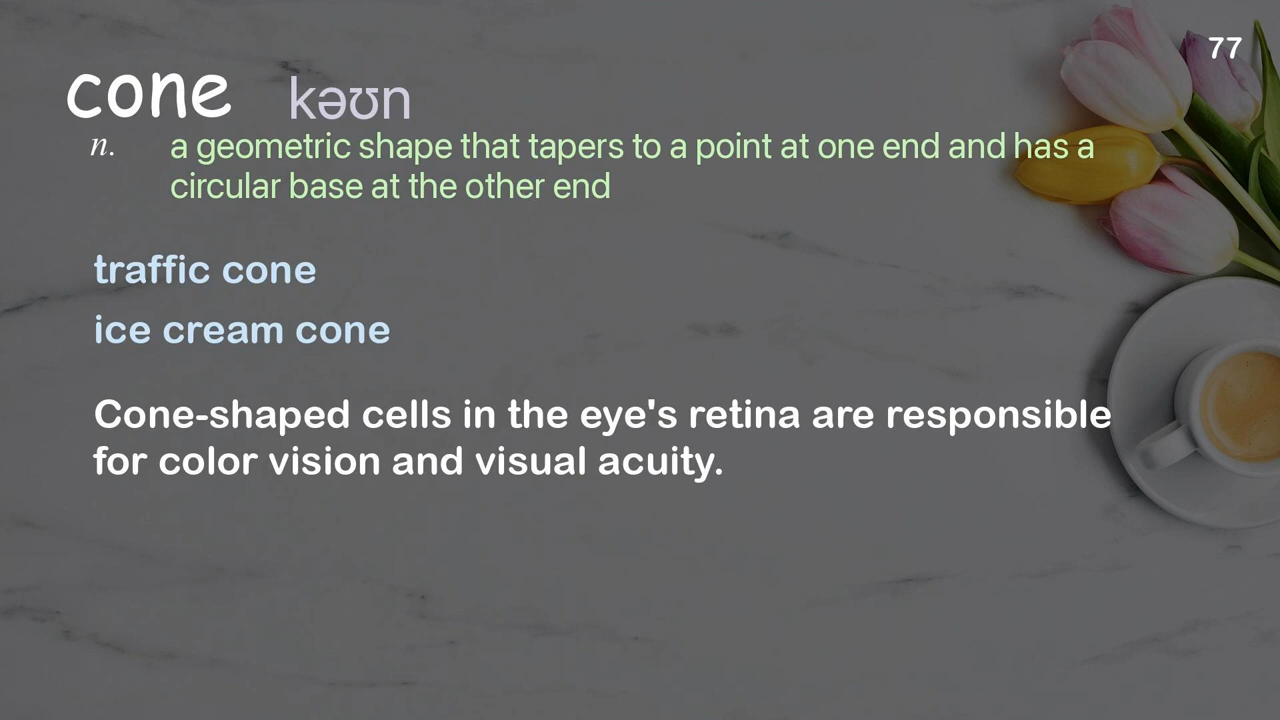 77
cone kəʊn
n. a geometric shape that tapers to a point at one end and has a
circular base at the other end
traffic cone
ice cream cone
Cone-shaped cells in the eye's retina are responsible
for color vision and visual acuity.